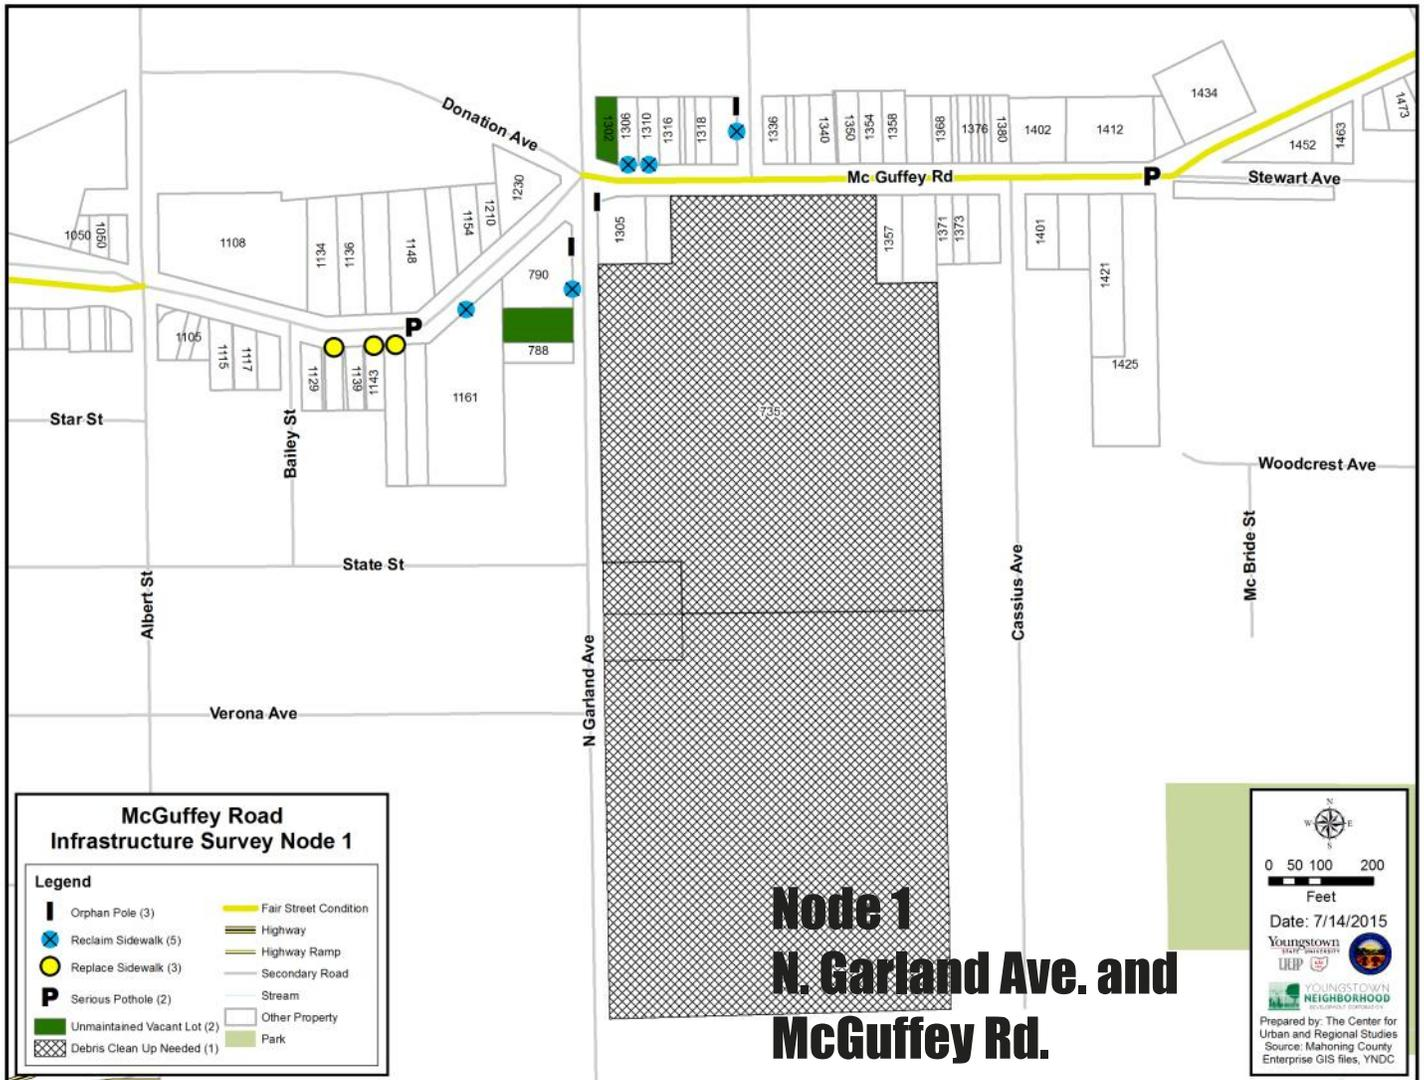 Donation Ave
1434
1473
1302
1306
1310
1316
1318
1336
1340
1350
1354
1358
1368
1376
1380
1402
1412
1452
1463
Mc Guffey Rd
P
Stewart Ave
1230
1210
1154
1148
1136
1134
1108
1050
1050
1305
1357
1371
1373
1401
1421
1425
790
788
P
1105
1115
1117
1129
1139
1143
1161
735
Star St
Bailey St
Woodcrest Ave
Mc Bride St
State St
Albert St
N Garland Ave
Cassius Ave
Verona Ave
McGuffey Road
Infrastructure Survey Node 1
Legend
Orphan Pole (3)
Reclaim Sidewalk (5)
Replace Sidewalk (3)
P Serious Pothole (2)
Unmaintained Vacant Lot (2)
Debris Clean Up Needed (1)
Fair Street Condition
Highway
Highway Ramp
Secondary Road
Stream
Other Property
Park
Node 1
N. Garland Ave. and
McGuffey Rd.
N
W E
S
0 50 100 200
Feet
Date: 7/14/2015
Youngstown
STATE UNIVERSITY
YOUNGSTOWN
NEIGHBORHOOD
DEVELOPMENT CORPORATION
Prepared by: The Center for
Urban and Regional Studies
Source: Mahoning County
Enterprise GIS files, YNDC